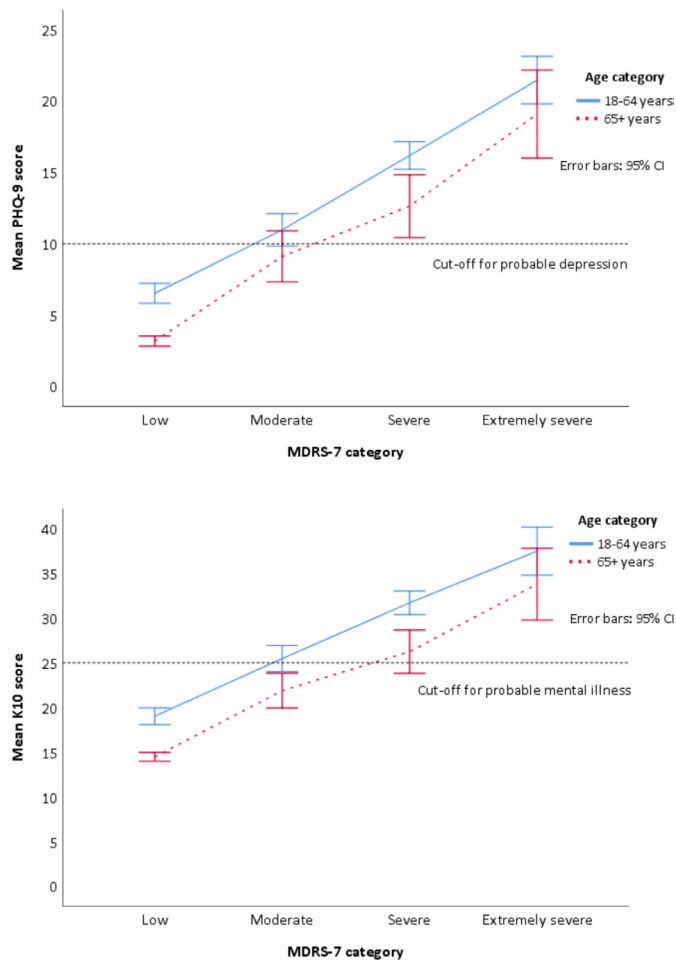 25
20
15
10
5
0
Mean PHQ-9 score
Age category
18-64 years
65+ years
Error bars: 95% CI
Cut-off for probable depression
Low Moderate Severe Extremely severe
MDRS-7 category
40
35
30
25
20
15
10
5
0
Mean K10 score
Age category
18-64 years
65+ years
Error bars: 95% CI
Cut-off for probable mental illness
Low Moderate Severe Extremely severe
MDRS-7 category